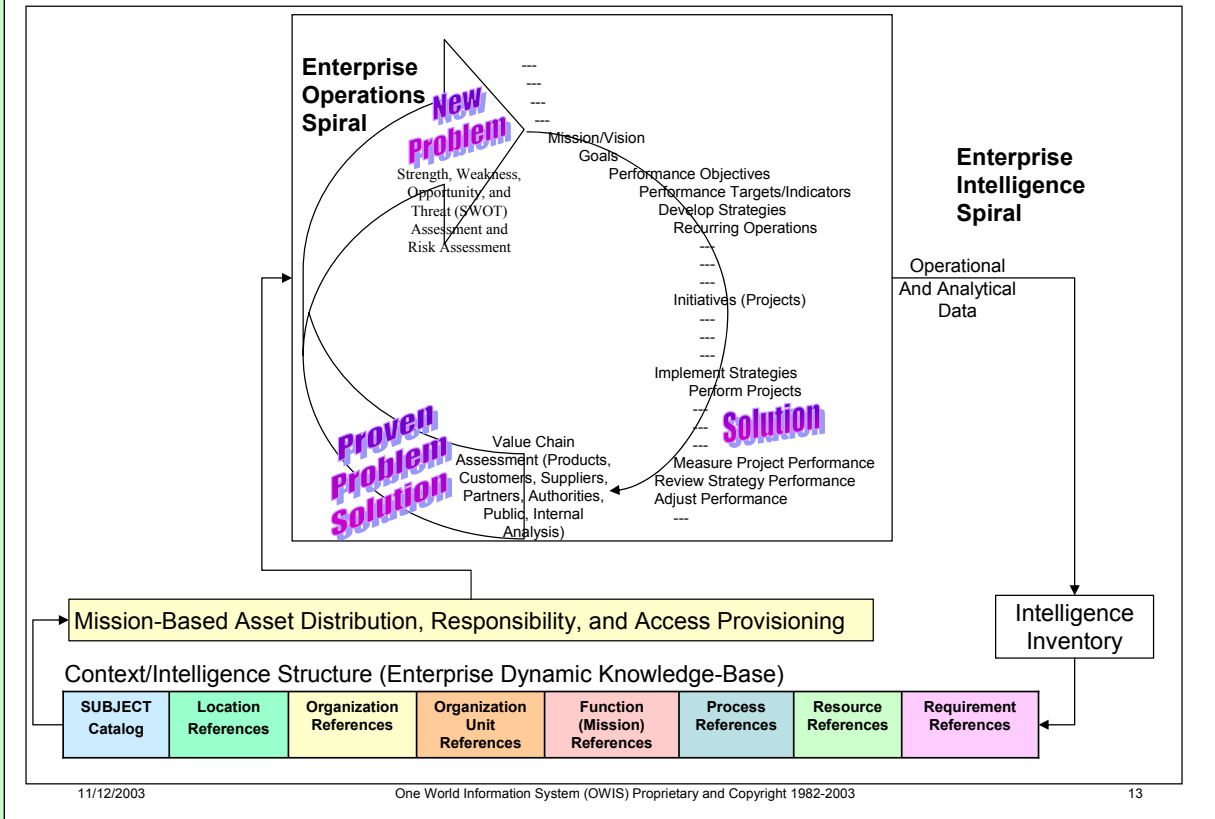 Enterprise
Operations
Spiral
New
Problem
Strength, Weakness,
Opportunity, and
Threat (SWOT)
Assessment and
Risk Assessment
---
---
---
---
Mission/Vision
Goals
Performance Objectives
Performance Targets/Indicators
Develop Strategies
Recurring Operations
---
---
---
Initiatives (Projects)
---
---
---
Implement Strategies
Perform Projects
---
---
---
Solution
Measure Project Performance
Review Strategy Performance
Adjust Performance
---
Value Chain
Assessment (Products,
Customers, Suppliers,
Partners, Authorities,
Public, Internal
Analysis)
Proven
Problem
Solution
Enterprise
Intelligence
Spiral
Operational
And Analytical
Data
Intelligence
Inventory
Mission-Based Asset Distribution, Responsibility, and Access Provisioning
Context/Intelligence Structure (Enterprise Dynamic Knowledge-Base)
SUBJECT
Catalog
Location
References
Organization
References
Organization
Unit
References
Function
(Mission)
References
Process
References
Resource
References
Requirement
References
11/12/2003
One World Information System (OWIS) Proprietary and Copyright 1982-2003
13